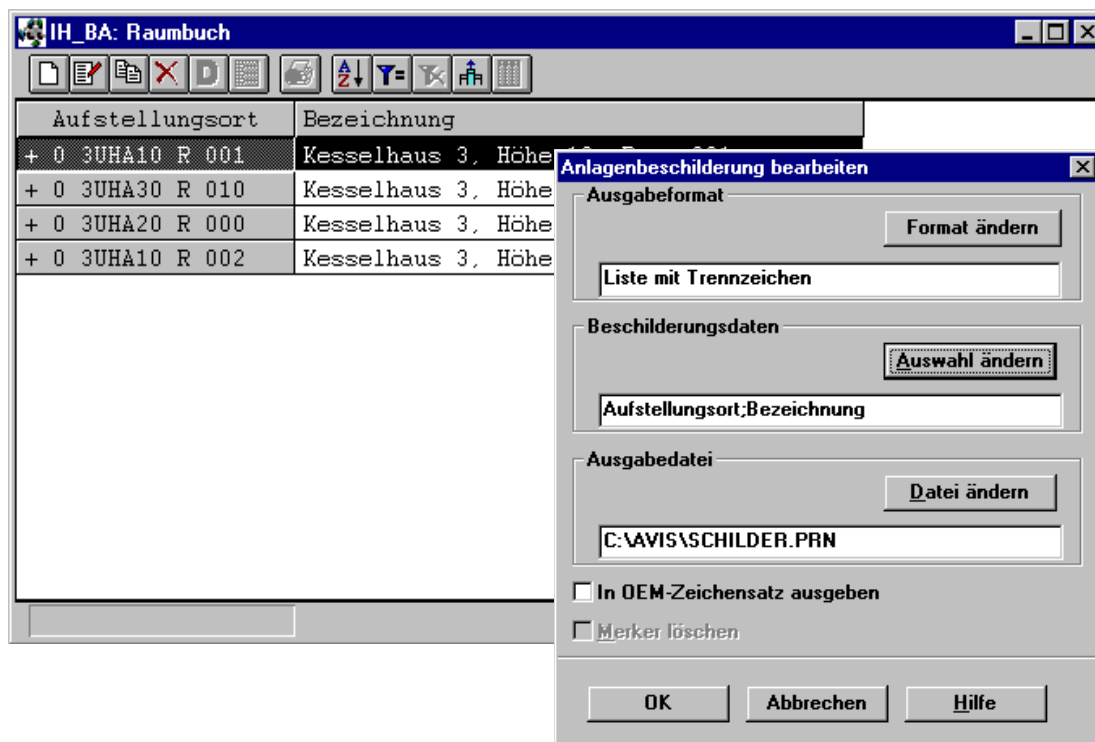 IH_BA: Raumbuch
Aufstellungsort Bezeichnung
+ 0 3UHA10 R 001 Kesselhaus 3, Höhe
+ 0 3UHA30 R 010 Kesselhaus 3, Höhe
+ 0 3UHA20 R 000 Kesselhaus 3, Höhe
+ 0 3UHA10 R 002 Kesselhaus 3, Höhe
Anlagenbeschilderung bearbeiten
Ausgabeformat
Format ändern
Liste mit Trennzeichen
Beschilderungsdaten
Auswahl ändern
Aufstellungsort;Bezeichnung
Ausgabedatei
Datei ändern
C:\AVIS\SCHILDER.PRN
In OEM-Zeichensatz ausgeben
Merker löschen
OK Abbrechen Hilfe